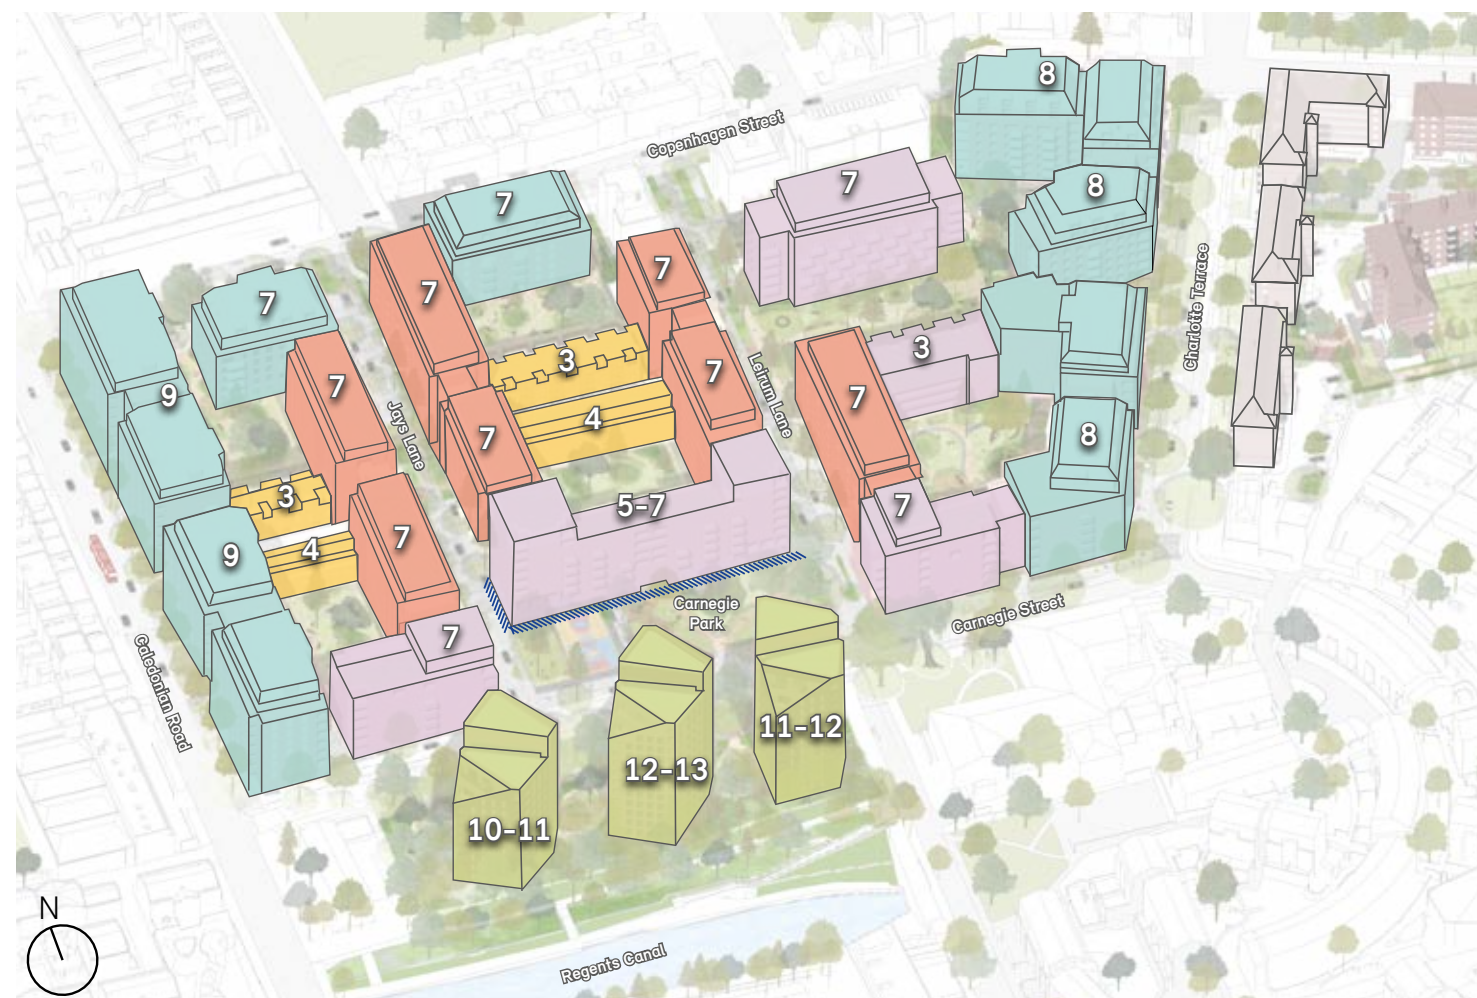 8
Copenhagen Street
7
8
7
7
7
Charlotte Terrace
7
3
3
7
Leirum Lane
7
7
9
4
Jays Lane
7
8
3
5-7
7
7
4
9
Carnegie
Park
Carnegie Street
7
Caledonian Road
11-12
12-13
10-11
N
Regents Canal